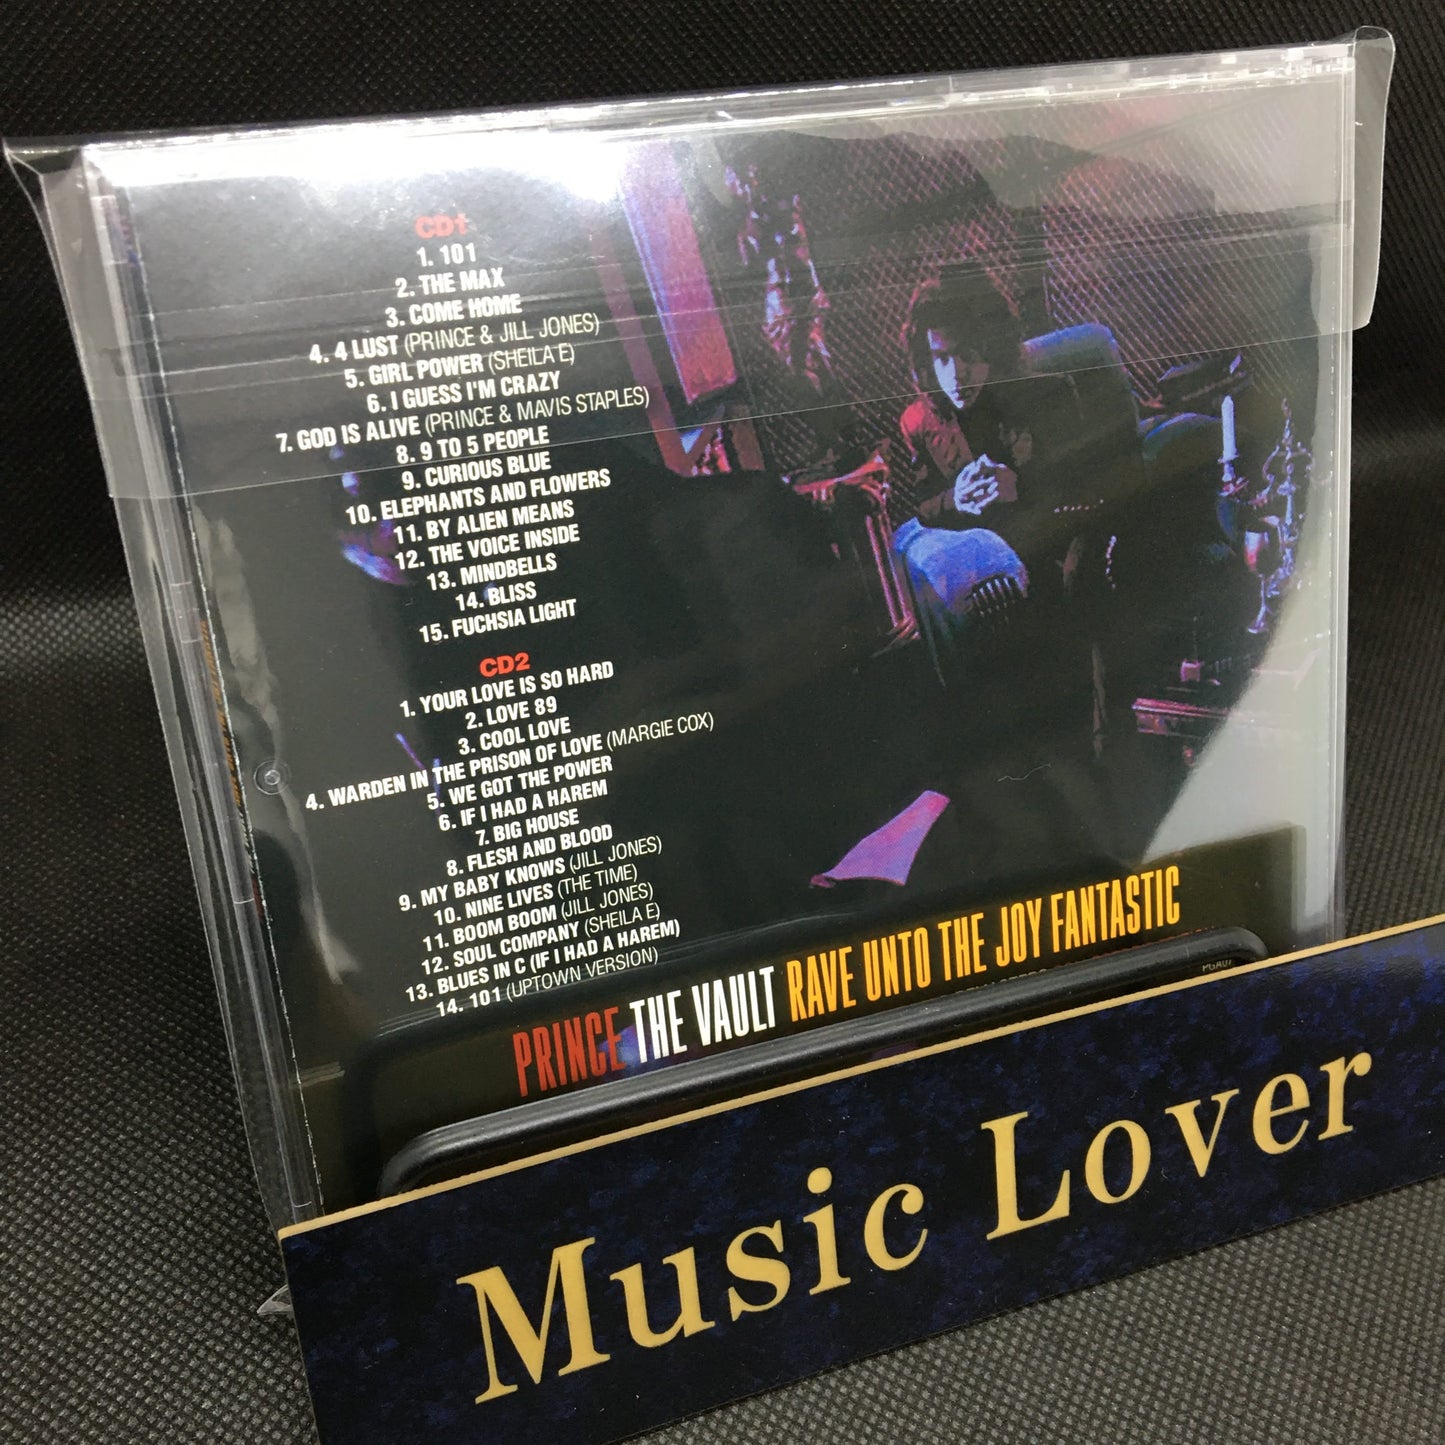 CD1
1. 101
2. THE MAX
3. COME HOME
4. 4 LUST (PRINCE & JILL JONES)
5. GIRL POWER (SHEILA E)
6. I GUESS I'M CRAZY
7. GOD IS ALIVE (PRINCE & MAVIS STAPLES)
8. 9 TO 5 PEOPLE
9. CURIOUS BLUE
10. ELEPHANTS AND FLOWERS
11. BY ALIEN MEANS
12. THE VOICE INSIDE
13. MINDBELLS
14. BLISS
15. FUCHSIA LIGHT
CD2
1. YOUR LOVE IS SO HARD
2. LOVE 89
3. COOL LOVE
4. WARDEN IN THE PRISON OF LOVE (MARGIE COX)
5. WE GOT THE POWER
6. IF I HAD A HAREM
7. BIG HOUSE
8. FLESH AND BLOOD
9. MY BABY KNOWS (JILL JONES)
10. NINE LIVES (THE TIME)
11. BOOM BOOM (JILL JONES)
12. SOUL COMPANY (SHEILA E)
13. BLUES IN C (IF I HAD A HAREM)
14. 101 (UPTOWN VERSION)
PRINCE THE VAULT RAVE UNTO THE JOY FANTASTIC
Music Lover